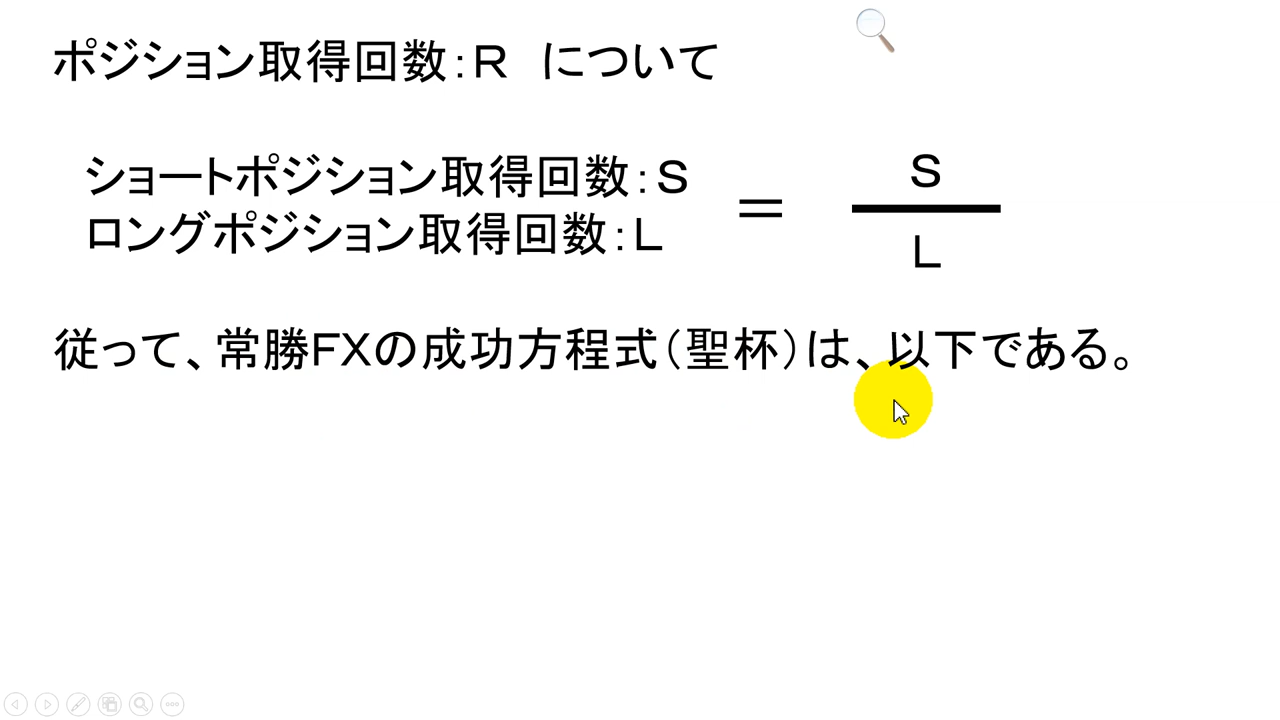 ポジション取得回数：R　について
ショートポジション取得回数：S
ロングポジション取得回数：L
＝
S
L
従って、常勝FXの成功方程式（聖杯）は、以下である。